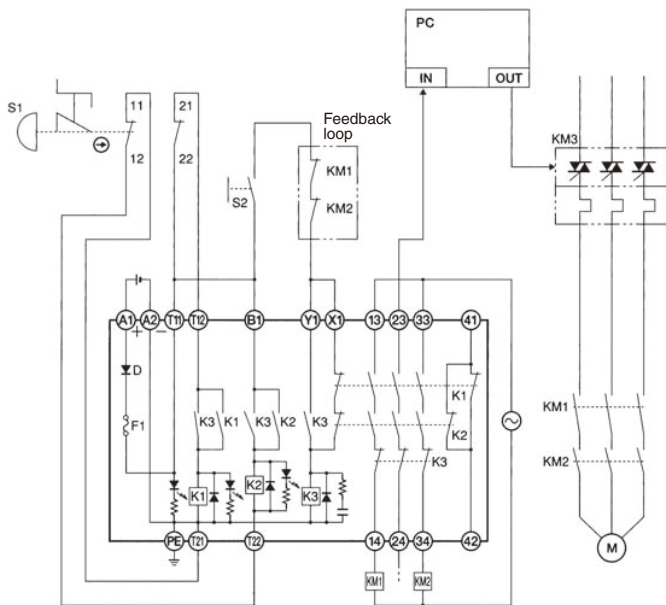 PC
IN OUT
S1
11 21
12 22
Feedback
loop
KM1
KM2
S2
KM3
A1 A2 T11 T12 B1 Y1 X1 13 23 33 41
+ −
D
F1
K3 K1 K3 K2 K3
K1
K2
K3
K1 K2 K3
PE T21 T22 14 24 34 42
KM1 KM2
KM1
KM2
M